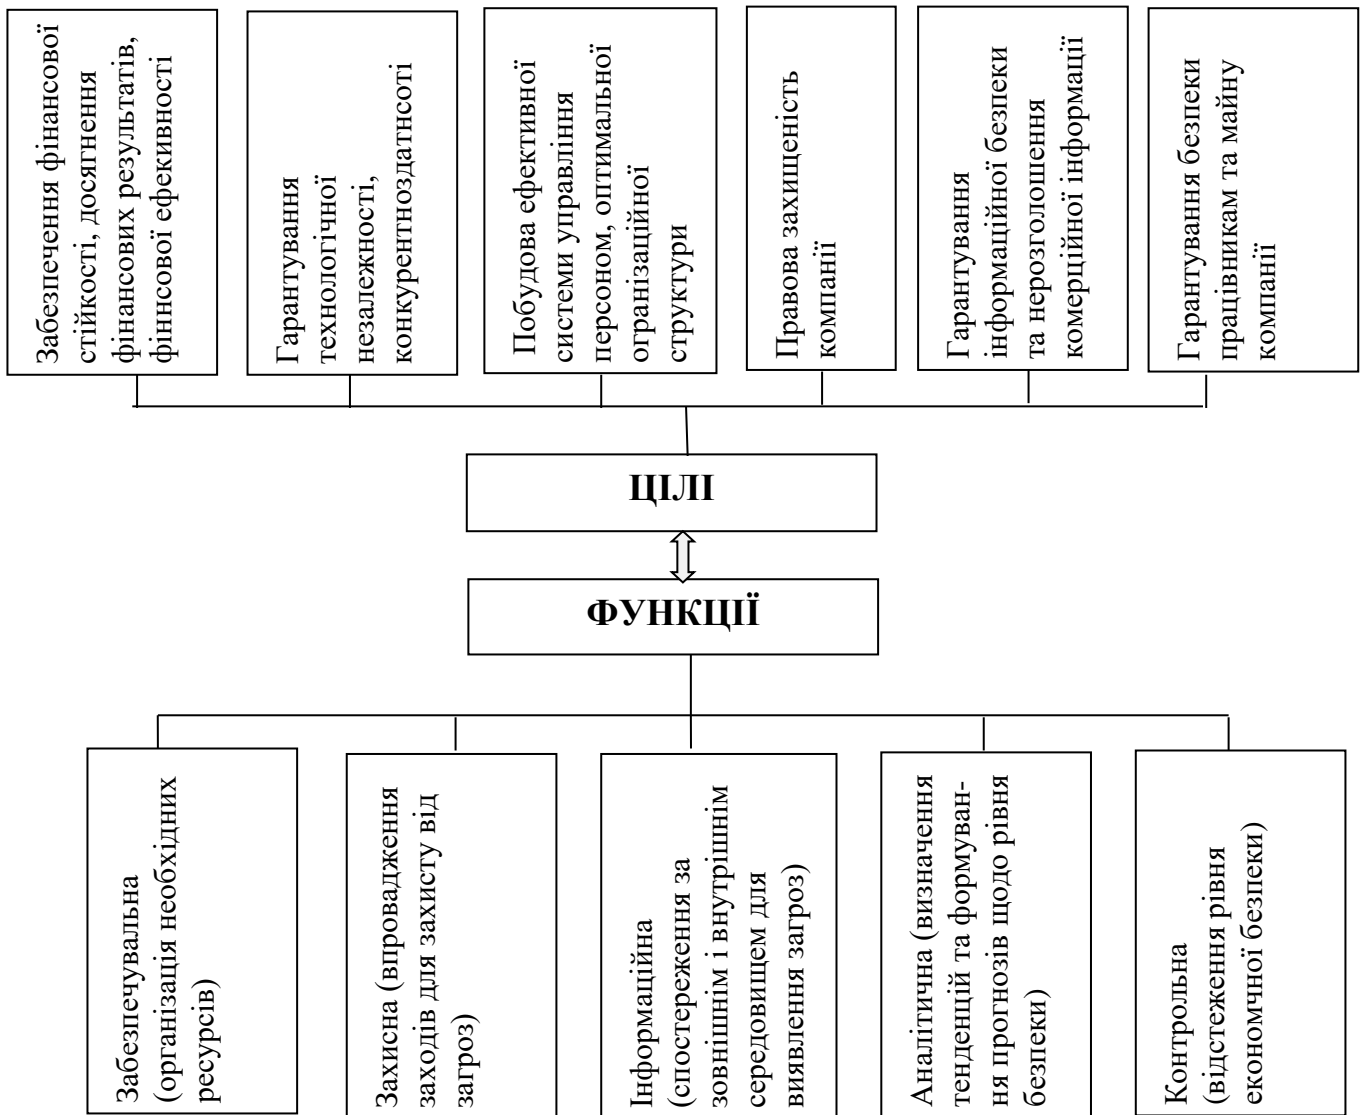 Забезпечення фінансової
стійкості, досягнення
фінансових результатів,
фіннсової ефекивності
Гарантування
технологічної
незалежності,
конкурентноздатнсоті
Побудова ефективної
системи управління
персоном, оптимальної
огранізаційної
структури
Правова захищеність
компанії
Гарантування
інформаційної безпеки
та нерозголошення
комерційної інформації
Гарантування безпеки
працівникам та майну
компанії
ЦІЛІ
ФУНКЦІЇ
Забезпечувальна
(організація необхідних
ресурсів)
Захисна (впровадження
заходів для захисту від
загроз)
Інформаційна
(спостереження за
зовнішнім і внутрішнім
середовищем для
виявлення загроз)
Аналітична (визначення
тенденцій та формуван-
ня прогнозів щодо рівня
безпеки)
Контрольна
(відстеження рівня
економчної безпеки)